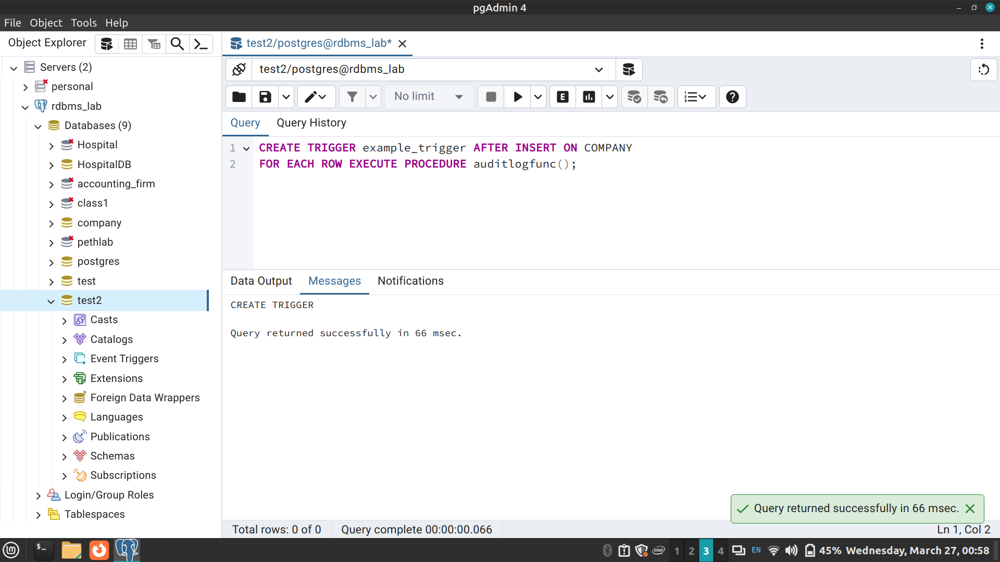 pgAdmin 4
File Object Tools Help
Object Explorer
Servers (2)
personal
rdbms_lab
Databases (9)
Hospital
HospitalDB
accounting_firm
class1
company
pethlab
postgres
test
test2
Casts
Catalogs
Event Triggers
Extensions
Foreign Data Wrappers
Languages
Publications
Schemas
Subscriptions
Login/Group Roles
Tablespaces
test2/postgres@rdbms_lab*
test2/postgres@rdbms_lab
No limit
E
Query Query History
1 CREATE TRIGGER example_trigger AFTER INSERT ON COMPANY
2 FOR EACH ROW EXECUTE PROCEDURE auditlogfunc();
Data Output Messages Notifications
CREATE TRIGGER
Query returned successfully in 66 msec.
Query returned successfully in 66 msec.
Total rows: 0 of 0 Query complete 00:00:00.066 Ln 1, Col 2
intel 1 2 3 4 EN 45% Wednesday, March 27, 00:58